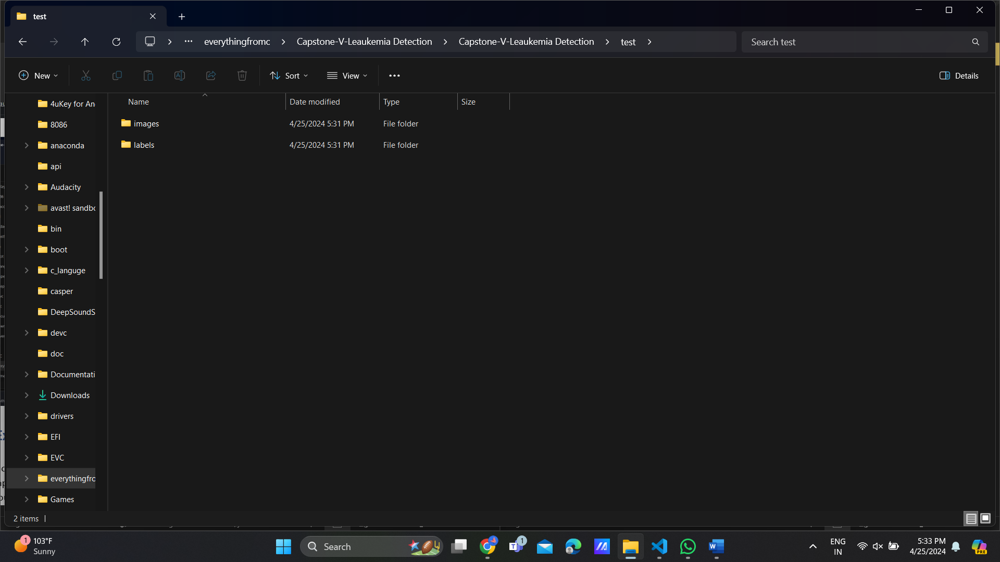 test
everythingfromc
Capstone-V-Leaukemia Detection
Capstone-V-Leaukemia Detection
test
Search test
New
Sort
View
Details
Name
Date modified
Type
Size
images
4/25/2024 5:31 PM
File folder
labels
4/25/2024 5:31 PM
File folder
4uKey for An
8086
anaconda
api
Audacity
avast! sandbo
bin
boot
c_languge
casper
DeepSoundS
devc
doc
Documentati
Downloads
drivers
EFI
EVC
everythingfro
Games
2 items
1
103°F
Sunny
Search
1
ENG
IN
5:33 PM
4/25/2024
PRE